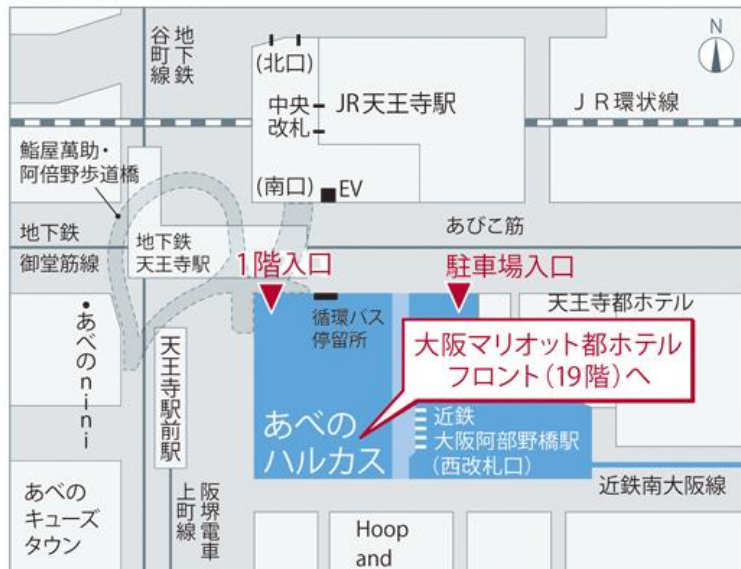 N
地下鉄
谷町線
(北口)
中央
改札
JR天王寺駅
JR環状線
鮨屋萬助・
阿倍野歩道橋
(南口)
EV
あびこ筋
地下鉄
御堂筋線
地下鉄
天王寺駅
1階入口
駐車場入口
循環バス
停留所
天王寺都ホテル
•あべのnini
天王寺駅前駅
大阪マリオット都ホテル
フロント(19階)へ
あべの
ハルカス
近鉄
大阪阿部野橋駅
(西改札口)
近鉄南大阪線
あべの
キューズ
タウン
阪堺電車
上町線
Hoop
and